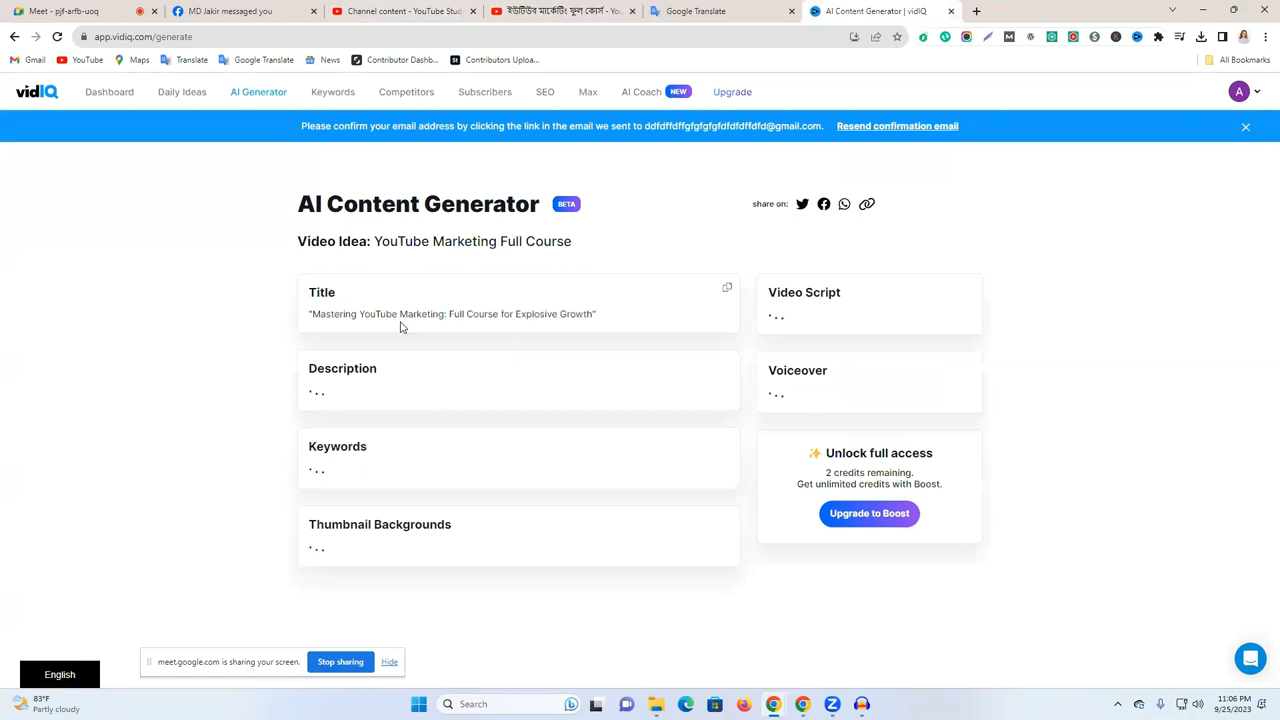 Meet - pjf-arfb-uoq
MD Jakir messaged you
Channel content - YouTube Stud
ইউটিউব মার্কেটিং ফুল কোর্স - You
Google Translate
AI Content Generator | vidIQ
app.vidiq.com/generate
Gmail
YouTube
Maps
Translate
Google Translate
News
Contributor Dashb...
Contributors Uploa...
All Bookmarks
vidIQ
Dashboard
Daily Ideas
AI Generator
Keywords
Competitors
Subscribers
SEO
Max
AI Coach NEW
Upgrade
A
Please confirm your email address by clicking the link in the email we sent to ddfdffdffgfgfgfgfdfdfdffdfd@gmail.com. Resend confirmation email
AI Content Generator BETA
share on:
Video Idea: YouTube Marketing Full Course
Title
"Mastering YouTube Marketing: Full Course for Explosive Growth"
Description
Keywords
Thumbnail Backgrounds
Video Script
Voiceover
✨ Unlock full access
2 credits remaining.
Get unlimited credits with Boost.
Upgrade to Boost
meet.google.com is sharing your screen.
Stop sharing
Hide
English
83°F
Partly cloudy
Search
11:06 PM
9/25/2023